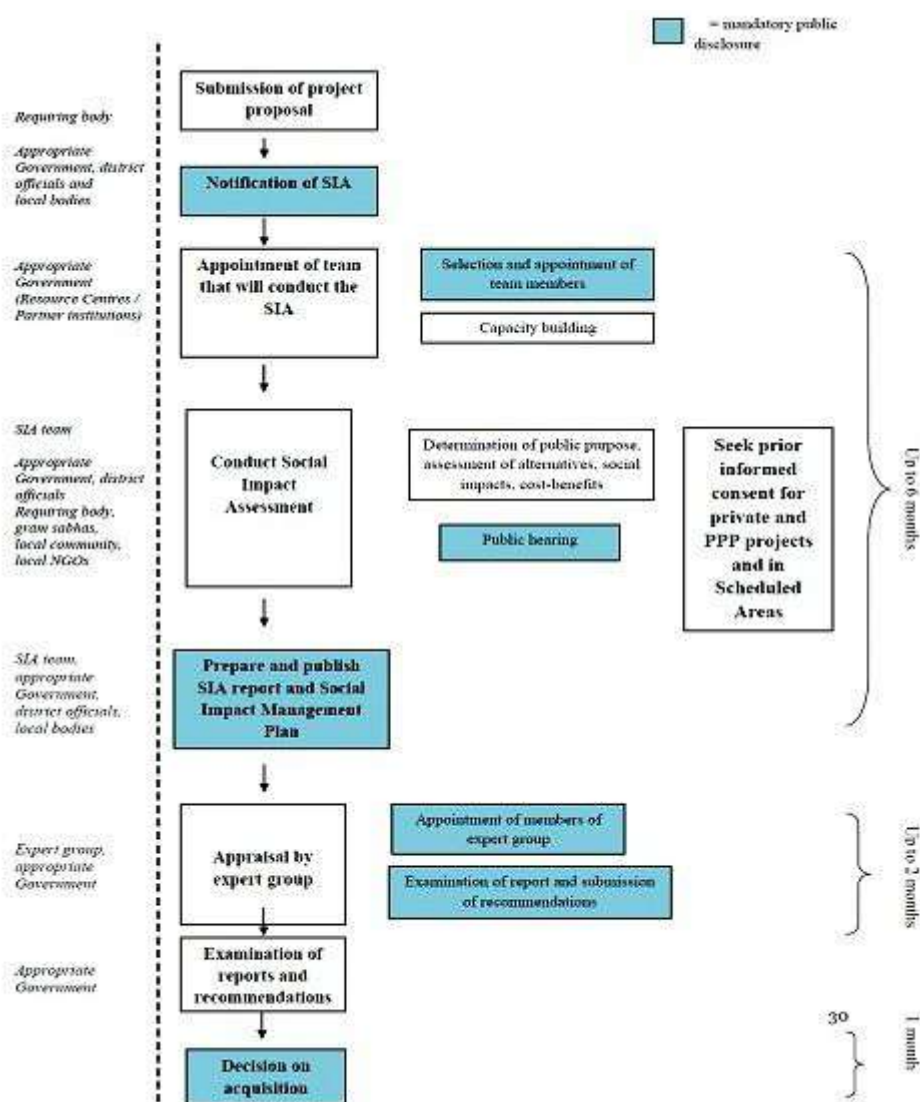 = mandatory public
disclosure
Submission of project
proposal
Requiring body
Appropriate
Government, district
officials and
local bodies
Notification of SIA
Appropriate
Government
(Resource Centres /
Partner institutions)
Appointment of team
that will conduct the
SIA
Selection and appointment of
team members
Capacity building
SIA team
Appropriate
Government, district
officials
Requiring body,
gram sabhas,
local community,
local NGOs
Conduct Social
Impact
Assessment
Determination of public purpose,
assessment of alternatives, social
impacts, cost-benefits
Public hearing
Seek prior
informed
consent for
private and
PPP projects
and in
Scheduled
Areas
Up to 6 months
SIA team,
appropriate
Government,
district officials,
local bodies
Prepare and publish
SIA report and Social
Impact Management
Plan
Expert group,
appropriate
Government
Appraisal by
expert group
Appointment of members of
expert group
Examination of report and submission
of recommendations
Up to 2 months
Appropriate
Government
Examination of
reports and
recommendations
30
1 month
Decision on
acquisition